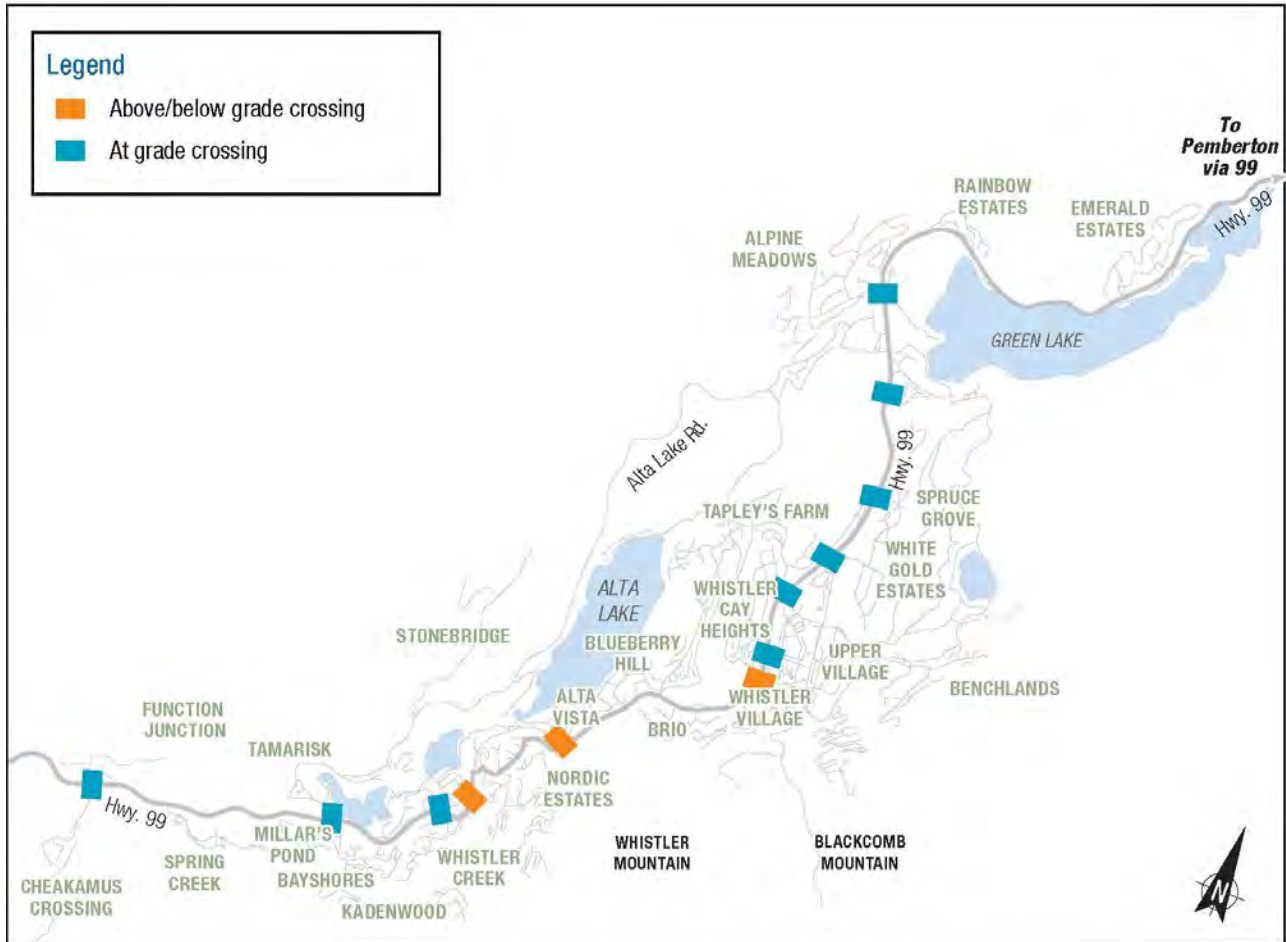 Legend
Above/below grade crossing
At grade crossing
To
Pemberton
via 99
Hwy. 99
RAINBOW
ESTATES
EMERALD
ESTATES
ALPINE
MEADOWS
GREEN LAKE
Alta Lake Rd.
Hwy. 99
SPRUCE
GROVE
TAPLEY'S FARM
WHITE
GOLD
ESTATES
ALTA
LAKE
WHISTLER
CAY
HEIGHTS
STONEBRIDGE
BLUEBERRY
HILL
UPPER
VILLAGE
BENCHLANDS
ALTA
VISTA
WHISTLER
VILLAGE
BRIO
FUNCTION
JUNCTION
TAMARISK
NORDIC
ESTATES
Hwy. 99
MILLAR'S
POND
WHISTLER
MOUNTAIN
BLACKCOMB
MOUNTAIN
SPRING
CREEK
BAYSHORES
WHISTLER
CREEK
CHEAKAMUS
CROSSING
KADENWOOD
N